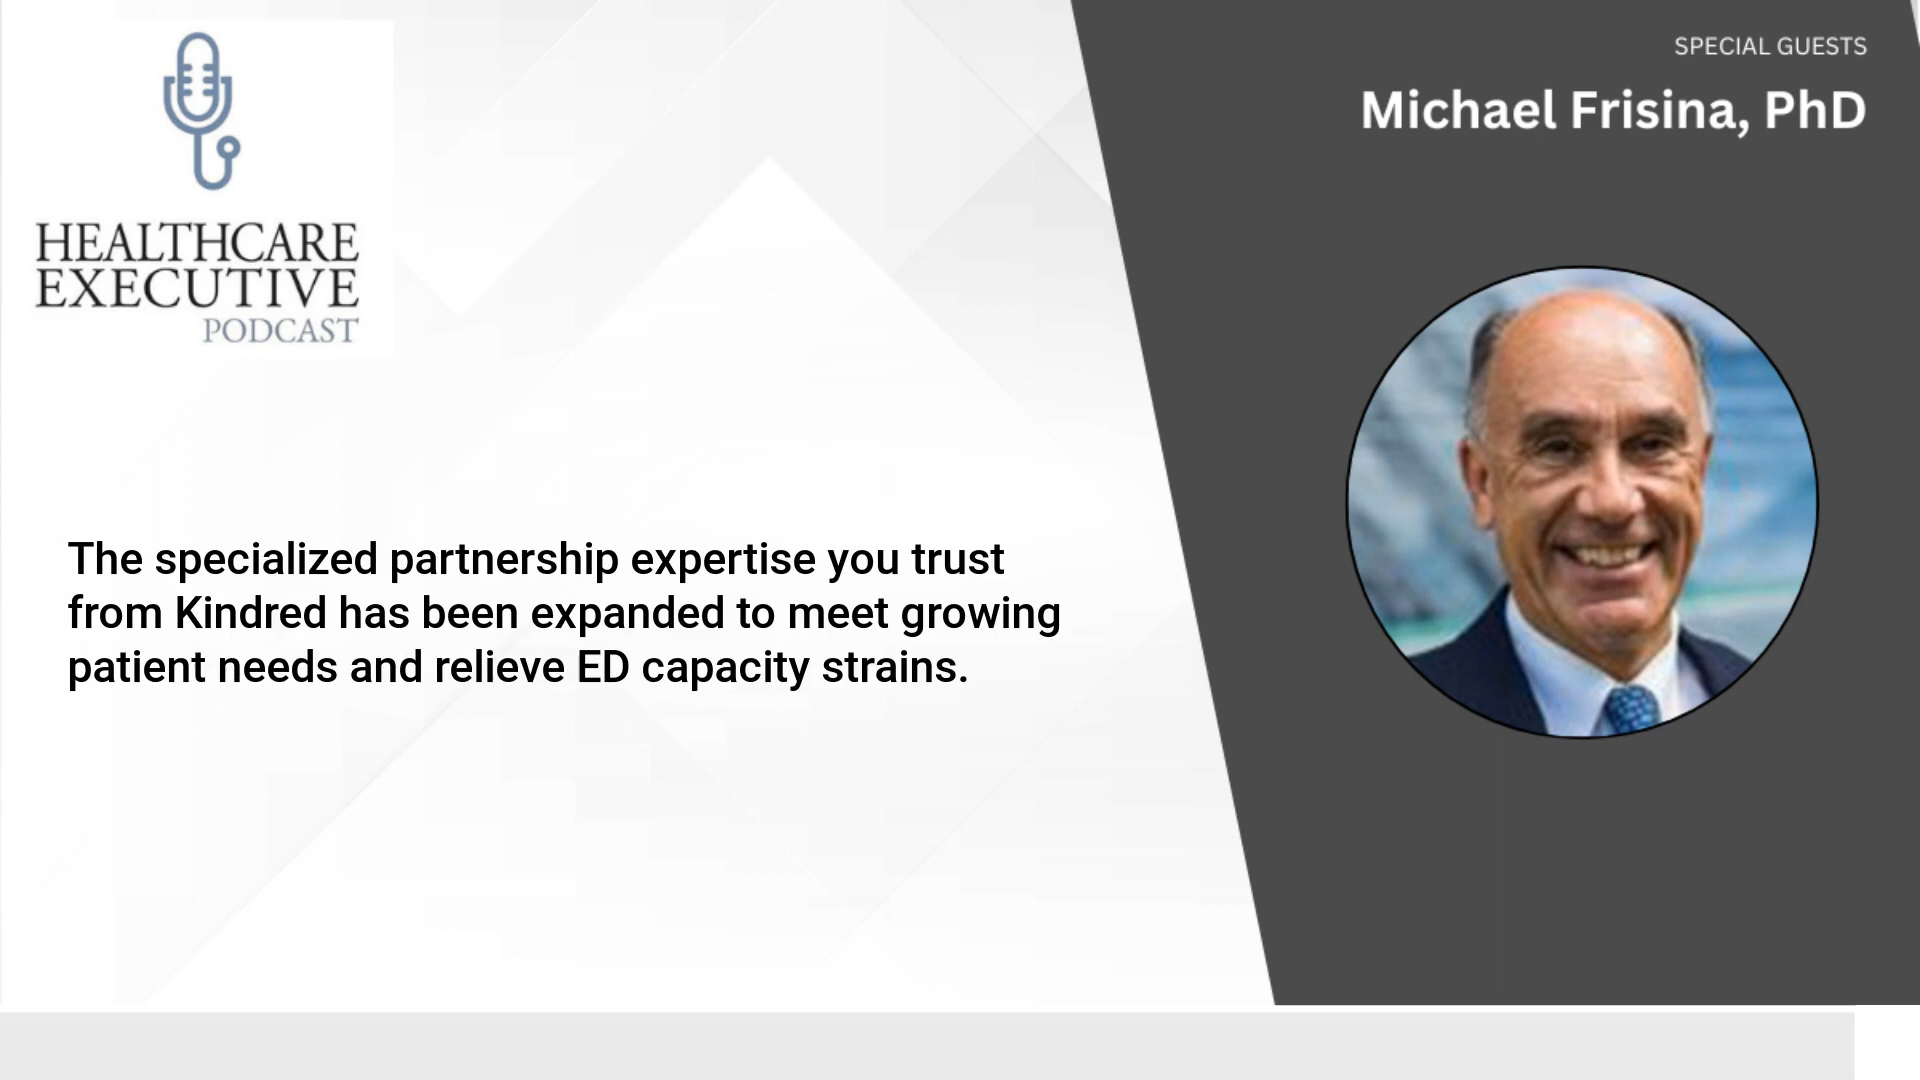 HEALTHCARE
EXECUTIVE
PODCAST
SPECIAL GUESTS
Michael Frisina, PhD
The specialized partnership expertise you trust
from Kindred has been expanded to meet growing
patient needs and relieve ED capacity strains.